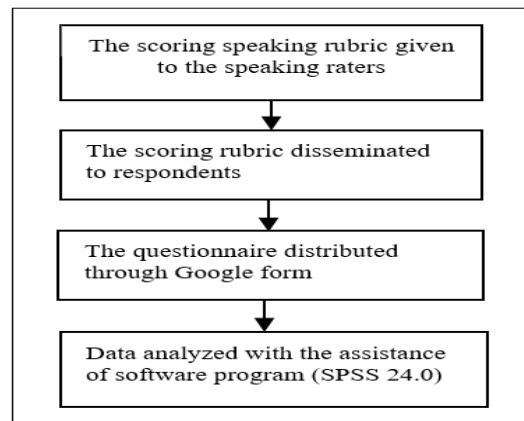 The scoring speaking rubric given
to the speaking raters
The scoring rubric disseminated
to respondents
The questionnaire distributed
through Google form
Data analyzed with the assistance
of software program (SPSS 24.0)